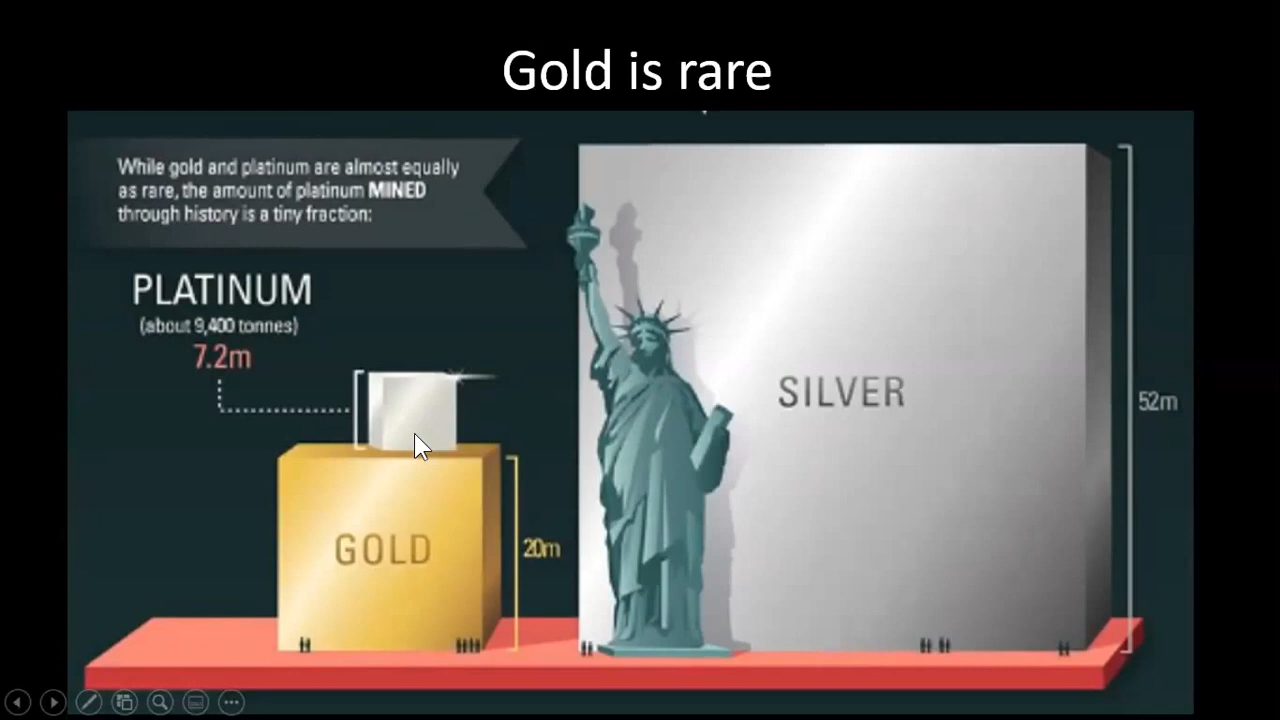 Gold is rare
While gold and platinum are almost equally
as rare, the amount of platinum MINED
through history is a tiny fraction:
PLATINUM
(about 9,400 tonnes)
7.2m
SILVER
52m
GOLD
20m